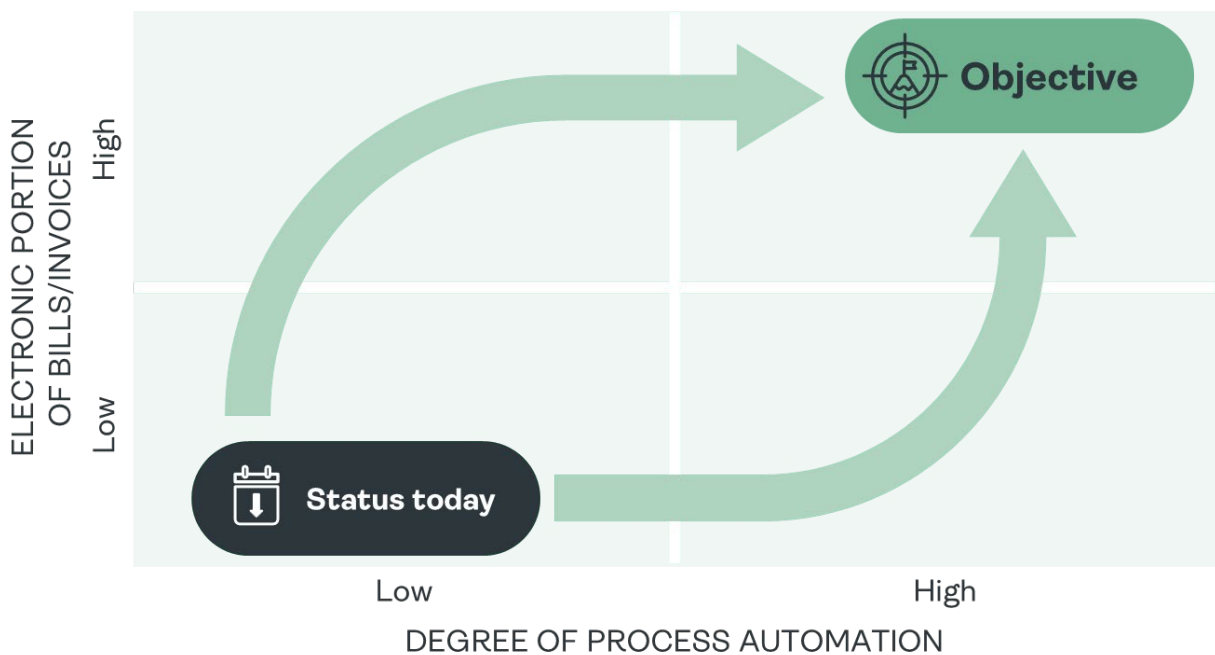 ELECTRONIC PORTION
OF BILLS/INVOICES
High
Low
Objective
Status today
Low
High
DEGREE OF PROCESS AUTOMATION